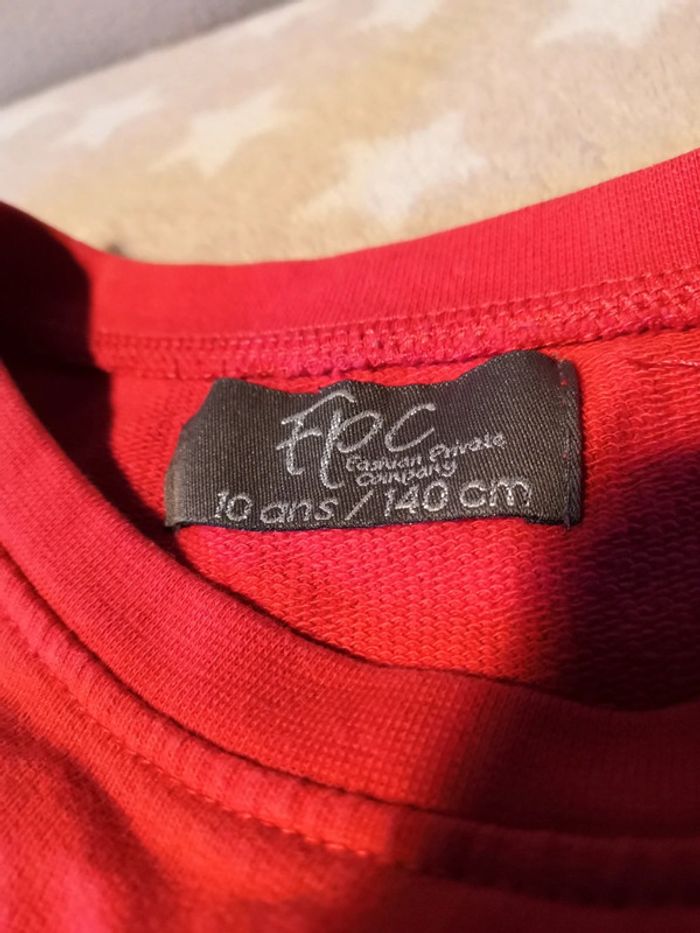 FPC
Fashion Private
Company
10 ans / 140 cm